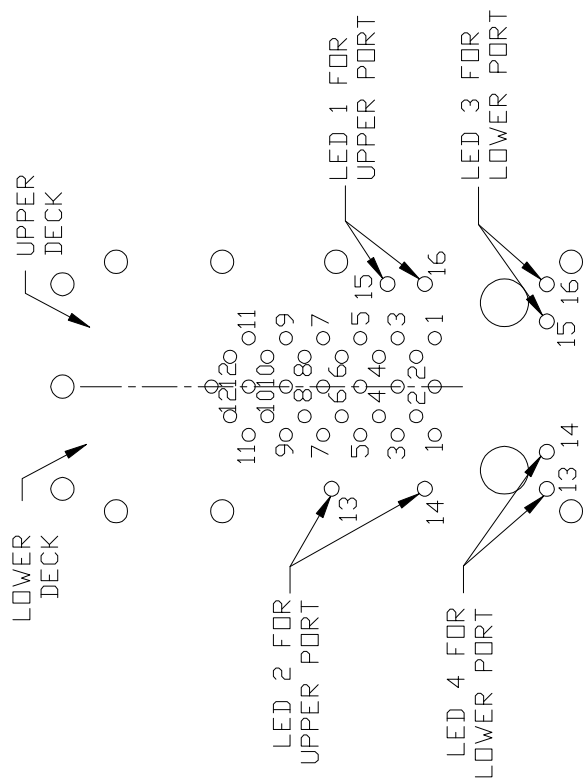 LOWER
DECK
UPPER
DECK
LED 2 FOR
UPPER PORT
LED 1 FOR
UPPER PORT
LED 4 FOR
LOWER PORT
LED 3 FOR
LOWER PORT
11 9 7 5 3 1
12 10 8 6 4 2
12 10 8 6 4 2
11 9 7 5 3 1
13
14
15
16
13
14
15
16